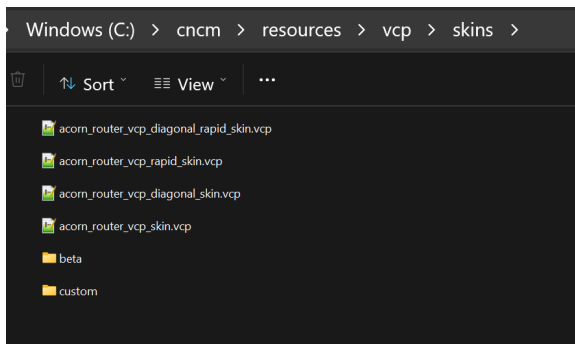 Windows (C:) > cncm > resources > vcp > skins >
Sort View ...
acorn_router_vcp_diagonal_rapid_skin.vcp
acorn_router_vcp_rapid_skin.vcp
acorn_router_vcp_diagonal_skin.vcp
acorn_router_vcp_skin.vcp
beta
custom